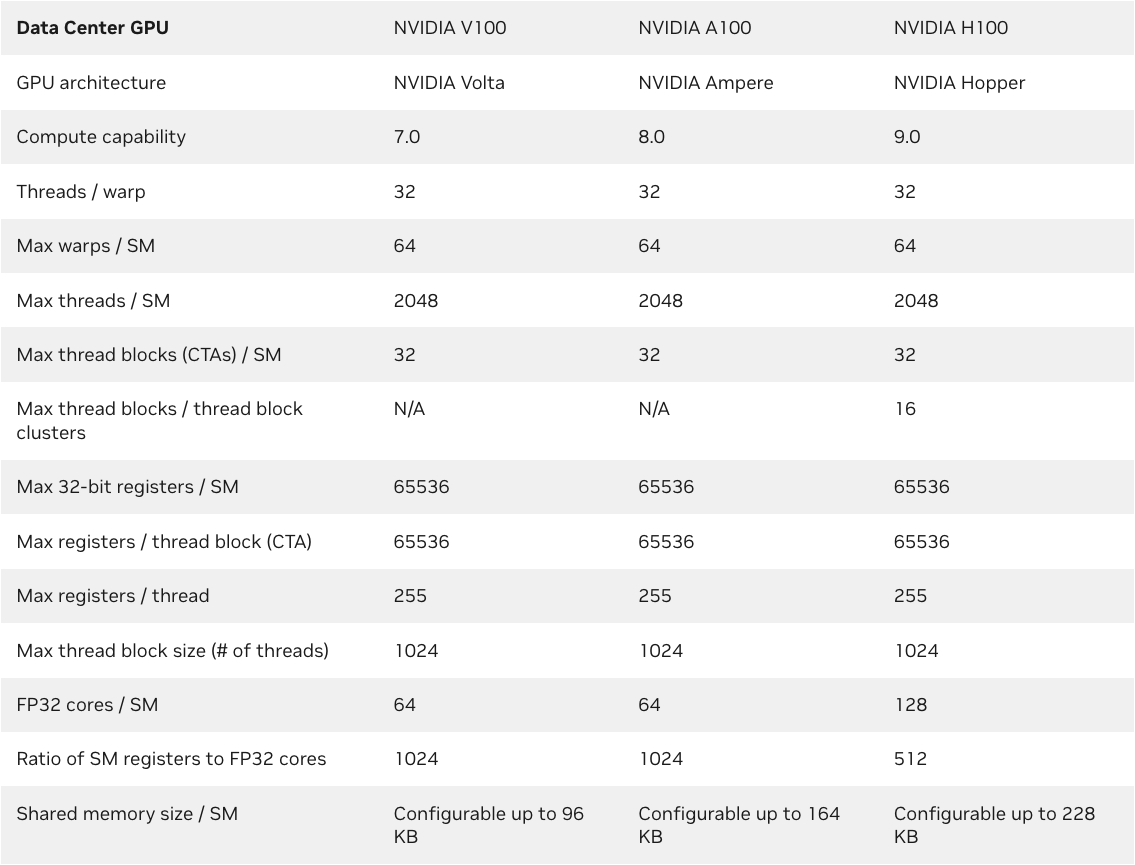 Data Center GPU NVIDIA V100 NVIDIA A100 NVIDIA H100
GPU architecture NVIDIA Volta NVIDIA Ampere NVIDIA Hopper
Compute capability 7.0 8.0 9.0
Threads / warp 32 32 32
Max warps / SM 64 64 64
Max threads / SM 2048 2048 2048
Max thread blocks (CTAs) / SM 32 32 32
Max thread blocks / thread block N/A N/A 16
clusters
Max 32-bit registers / SM 65536 65536 65536
Max registers / thread block (CTA) 65536 65536 65536
Max registers / thread 255 255 255
Max thread block size (# of threads) 1024 1024 1024
FP32 cores / SM 64 64 128
Ratio of SM registers to FP32 cores 1024 1024 512
Shared memory size / SM Configurable up to 96 Configurable up to 164 Configurable up to 228
KB KB KB